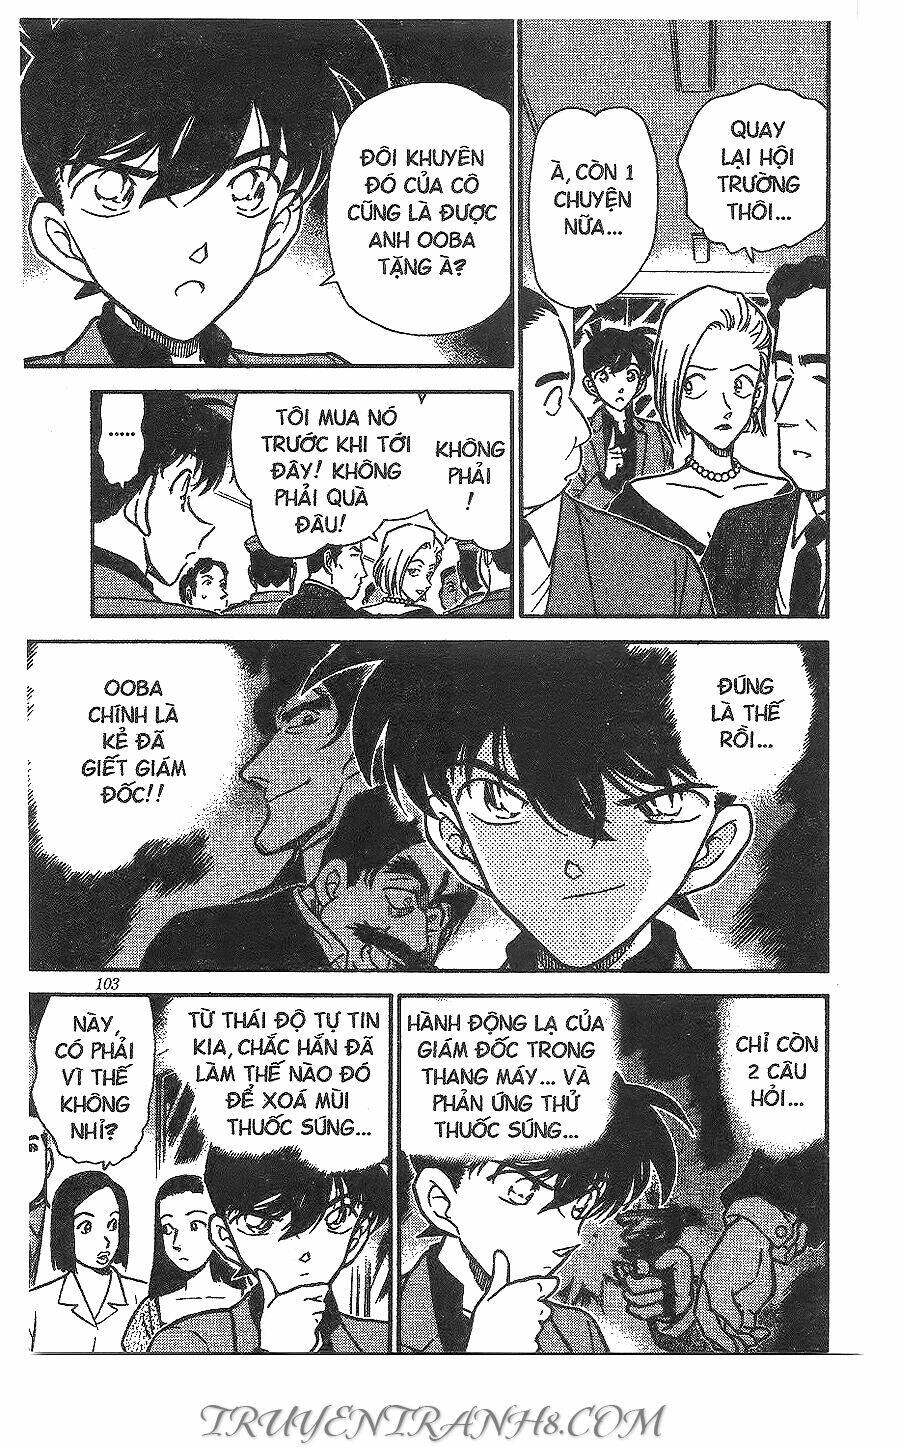 QUAY
LẠI HỘI
TRƯỜNG
THÔI...
À, CÒN 1
CHUYỆN
NỮA...
ĐÔI KHUYÊN
ĐÓ CỦA CÔ
CŨNG LÀ ĐƯỢC
ANH OOBA
TẶNG À?
KHÔNG
PHẢI
!
TÔI MUA NÓ
TRƯỚC KHI TỚI
ĐÂY! KHÔNG
PHẢI QUÀ
ĐÂU!
......
ĐÚNG
LÀ THẾ
RỒI...
OOBA
CHÍNH LÀ
KẺ ĐÃ
GIẾT GIÁM
ĐỐC!!
103
CHỈ CÒN
2 CÂU
HỎI...
HÀNH ĐỘNG LẠ CỦA
GIÁM ĐỐC TRONG
THANG MÁY... VÀ
PHẢN ỨNG THỬ
THUỐC SÚNG...
TỪ THÁI ĐỘ TỰ TIN
KIA, CHẮC HẲN ĐÃ
LÀM THẾ NÀO ĐÓ
ĐỂ XOÁ MÙI
THUỐC SÚNG...
NÀY,
CÓ PHẢI
VÌ THẾ
KHÔNG
NHỈ?
TRUYENTRANH8.COM